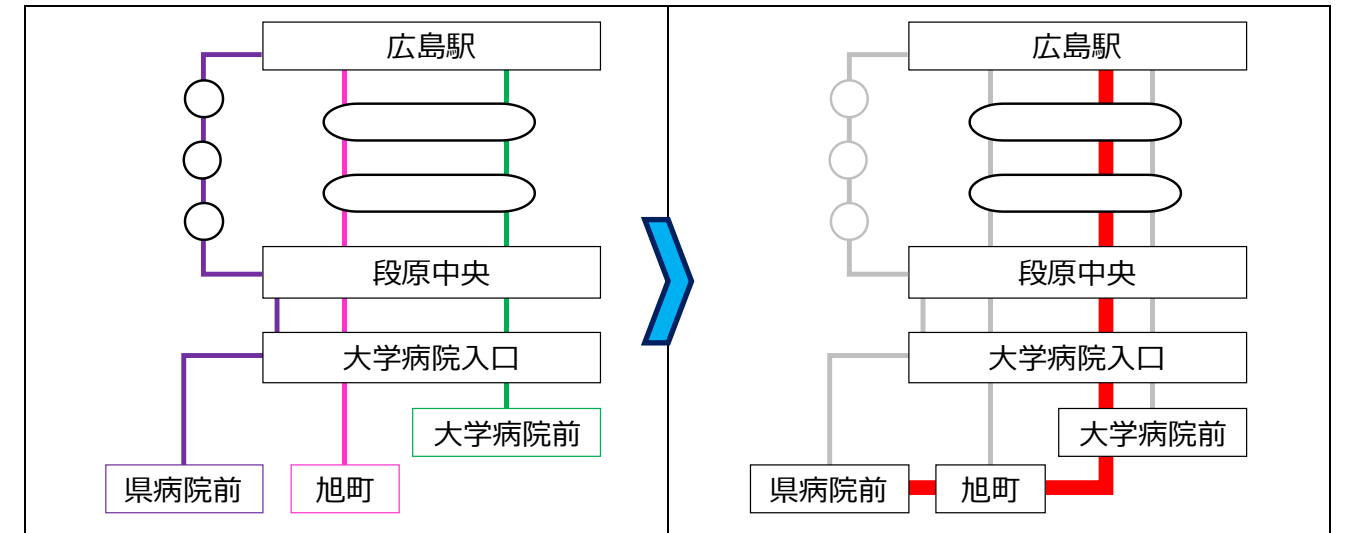 広島駅
段原中央
大学病院入口
大学病院前
県病院前
旭町
広島駅
段原中央
大学病院入口
大学病院前
県病院前
旭町